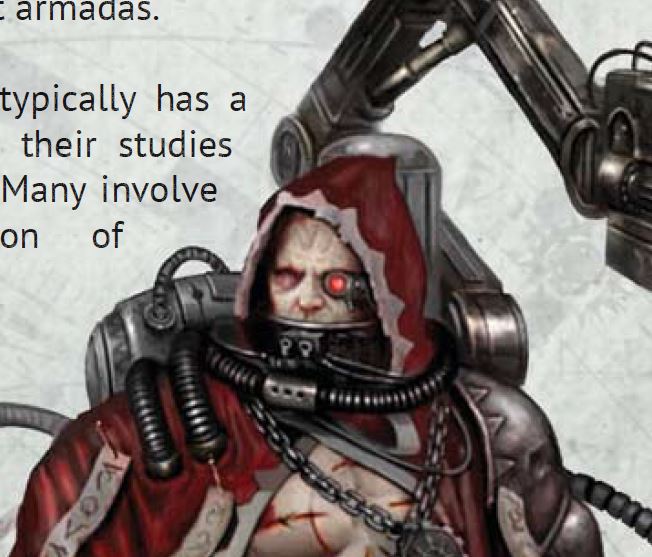 t armadas.
typically has a
their studies
Many involve
on of